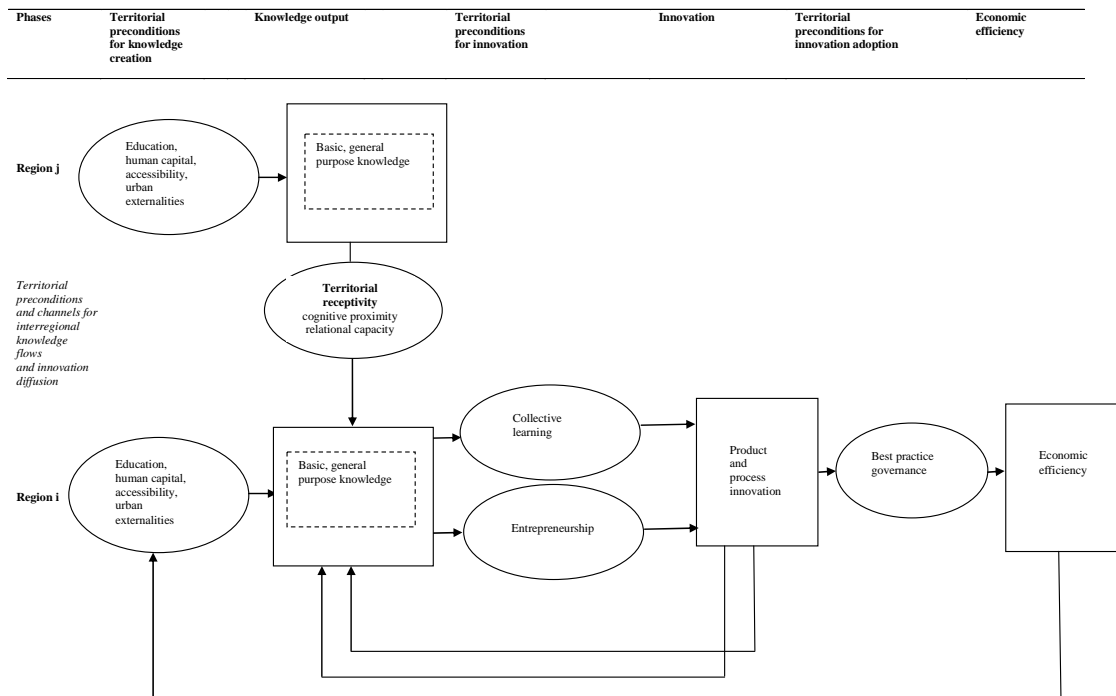 Phases
Territorial
preconditions
for knowledge
creation
Knowledge output
Territorial
preconditions
for innovation
Innovation
Territorial
preconditions for
innovation adoption
Economic
efficiency
Region j
Education,
human capital,
accessibility,
urban
externalities
Basic, general
purpose knowledge
Territorial
preconditions
and channels for
interregional
knowledge
flows
and innovation
diffusion
Territorial
receptivity
cognitive proximity
relational capacity
Region i
Education,
human capital,
accessibility,
urban
externalities
Basic, general
purpose knowledge
Collective
learning
Entrepreneurship
Product
and
process
innovation
Best practice
governance
Economic
efficiency